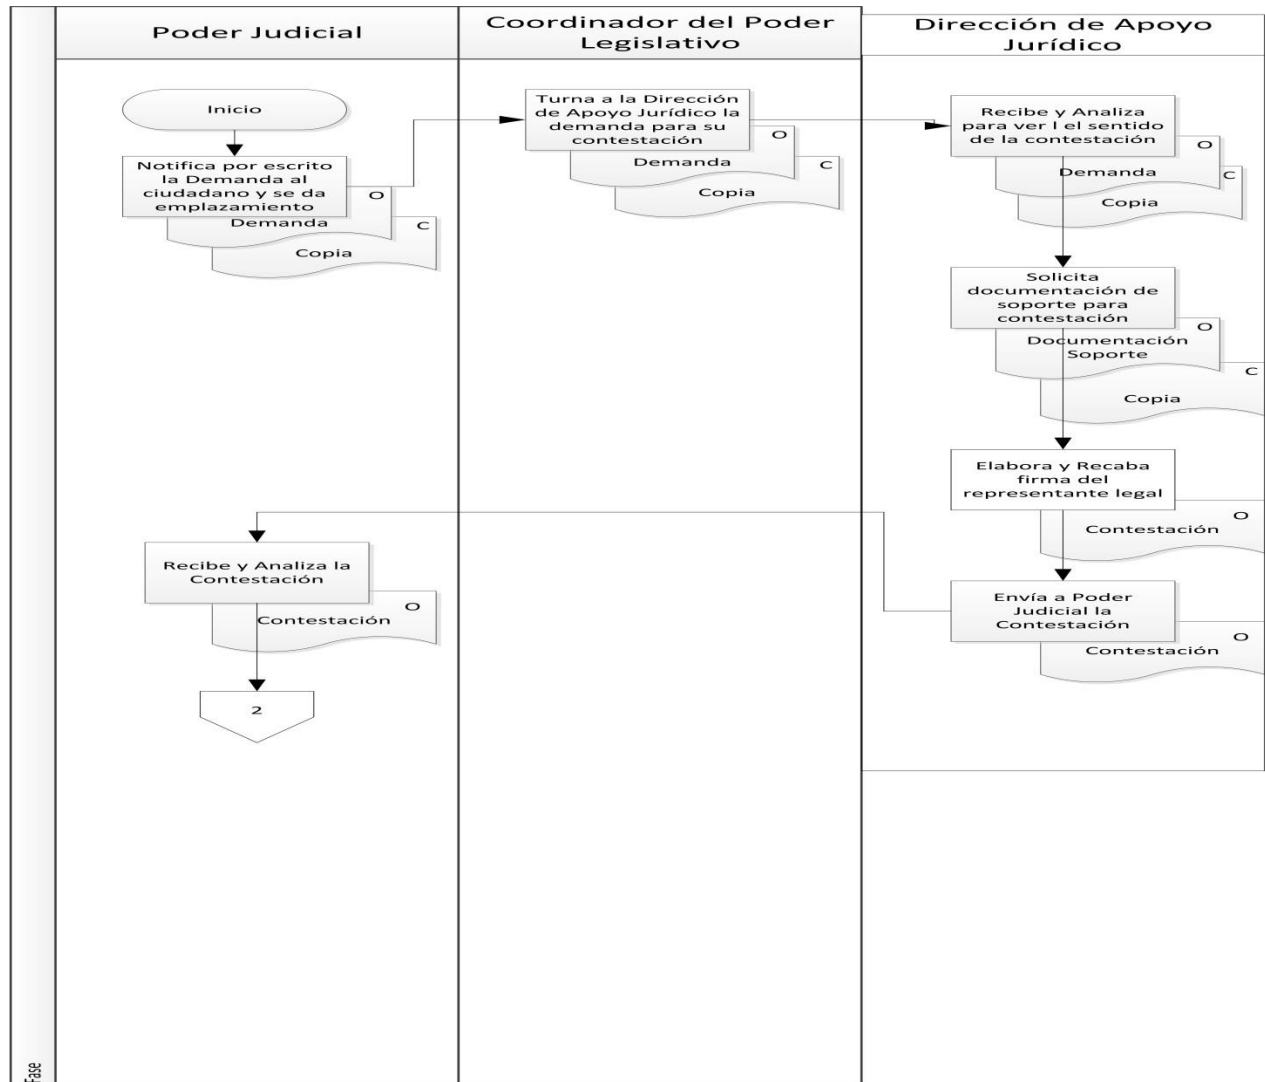 Poder Judicial
Coordinador del Poder
Legislativo
Dirección de Apoyo
Jurídico
Inicio
Notifica por escrito
la Demanda al
ciudadano y se da
emplazamiento
O
Demanda
C
Copia
Turna a la Dirección
de Apoyo Jurídico la
demanda para su
contestación
O
Demanda
C
Copia
Recibe y Analiza
para ver l el sentido
de la contestación
O
Demanda
C
Copia
Solicita
documentación de
soporte para
contestación
O
Documentación
Soporte
C
Copia
Elabora y Recaba
firma del
representante legal
O
Contestación
Envía a Poder
Judicial la
Contestación
O
Contestación
Recibe y Analiza la
Contestación
O
Contestación
2
Fase